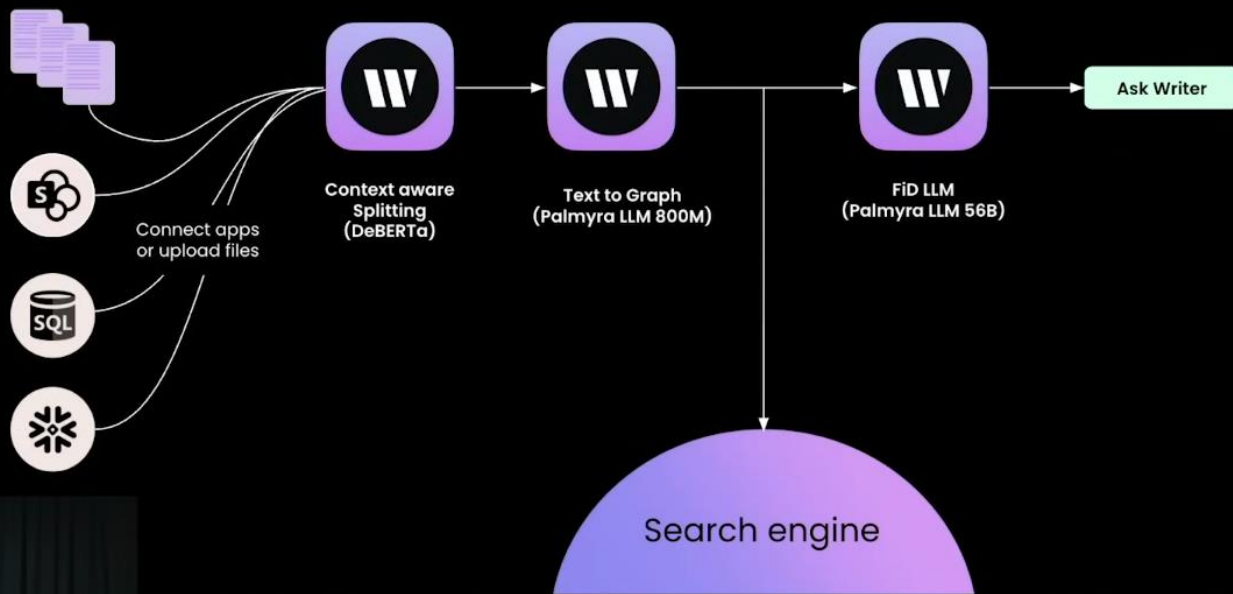 S
Connect apps
or upload files
SQL
Context aware
Splitting
(DeBERTa)
Text to Graph
(Palmyra LLM 800M)
FiD LLM
(Palmyra LLM 56B)
Ask Writer
Search engine